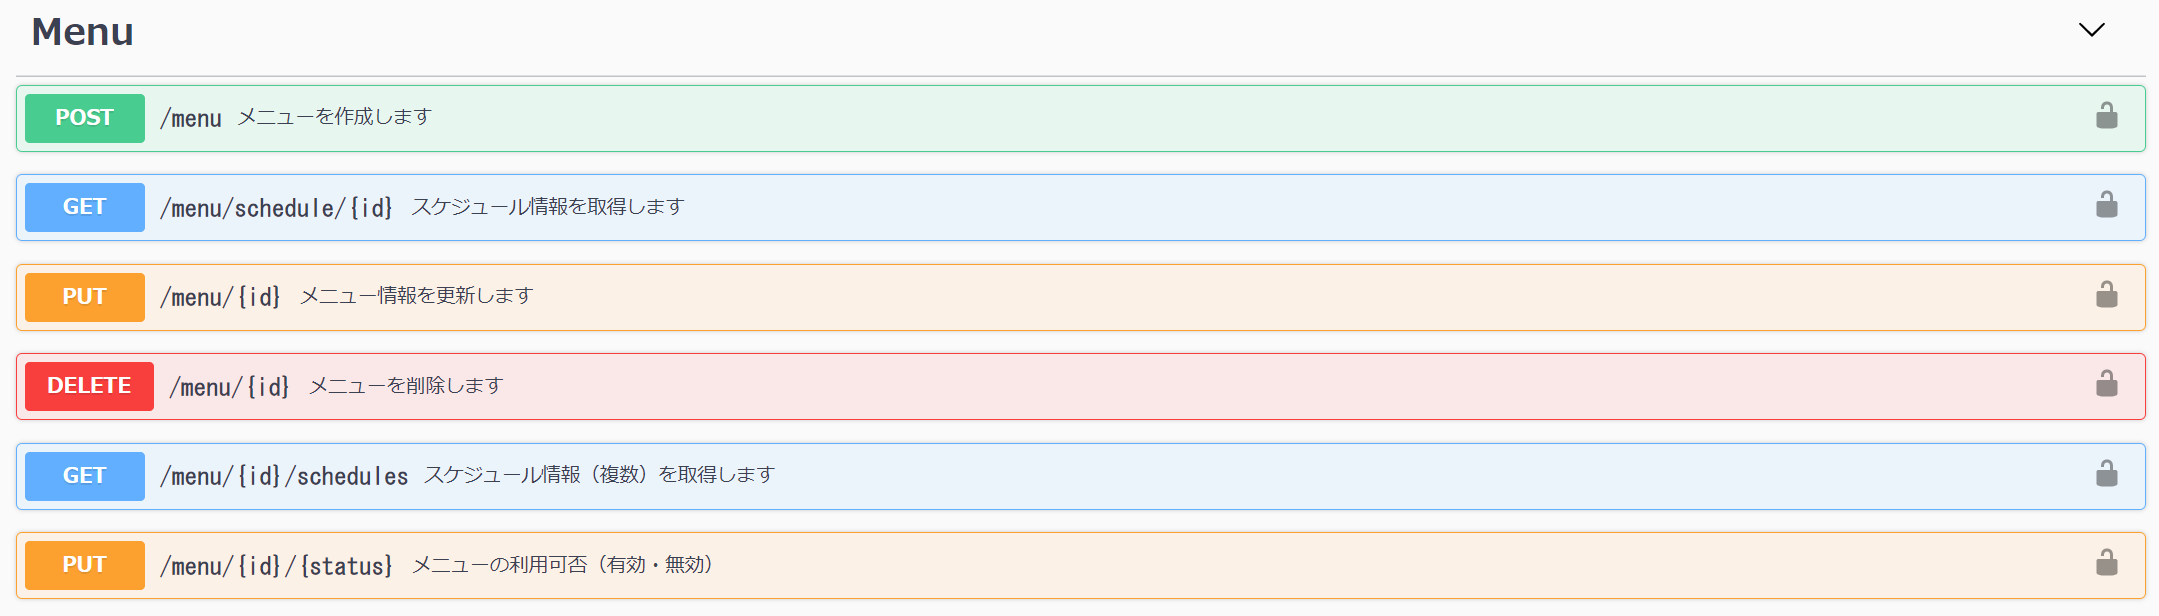 Menu
POST /menu メニューを作成します
GET /menu/schedule/{id} スケジュール情報を取得します
PUT /menu/{id} メニュー情報を更新します
DELETE /menu/{id} メニューを削除します
GET /menu/{id}/schedules スケジュール情報（複数）を取得します
PUT /menu/{id}/{status} メニューの利用可否（有効・無効）